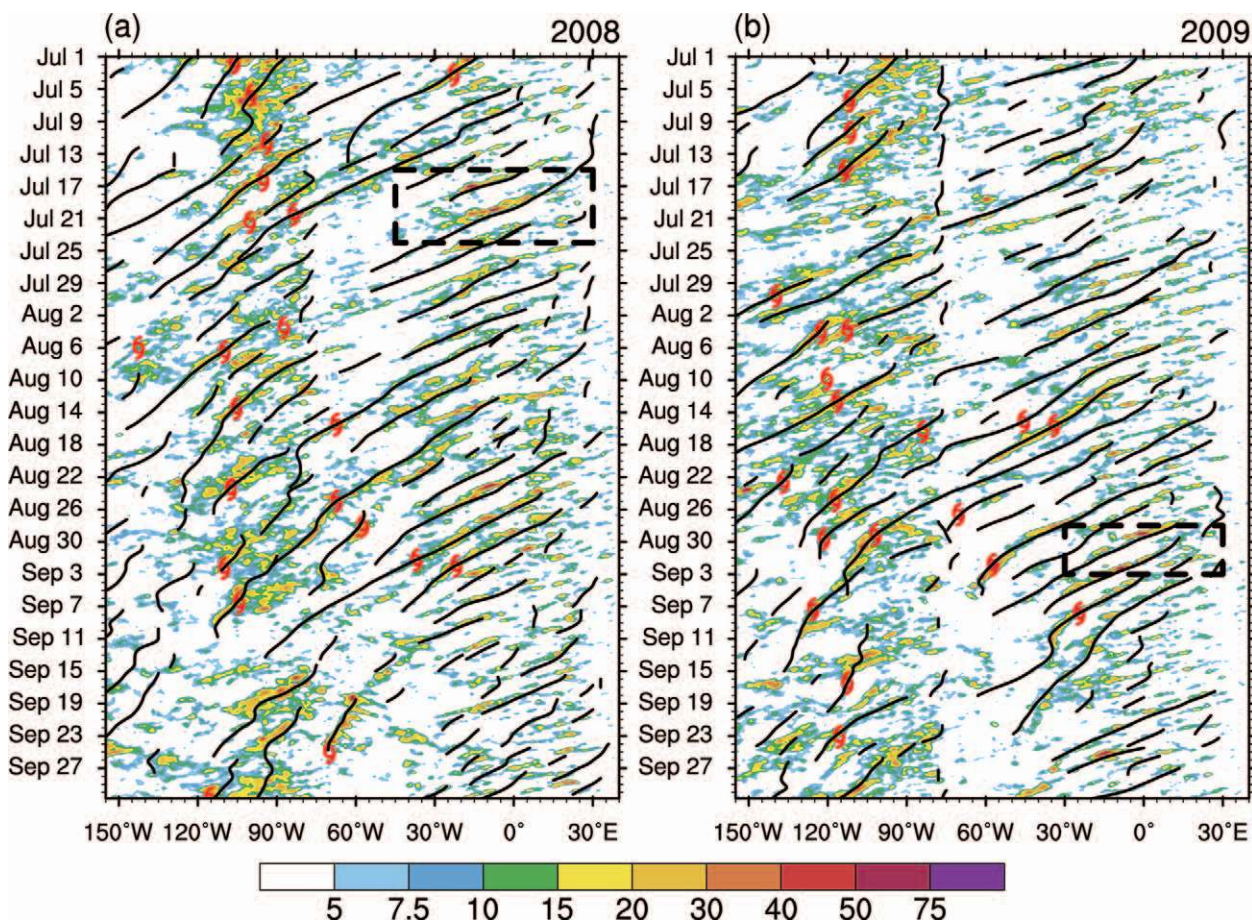 (a) 2008
(b) 2009
Jul 1
Jul 5
Jul 9
Jul 13
Jul 17
Jul 21
Jul 25
Jul 29
Aug 2
Aug 6
Aug 10
Aug 14
Aug 18
Aug 22
Aug 26
Aug 30
Sep 3
Sep 7
Sep 11
Sep 15
Sep 19
Sep 23
Sep 27
Jul 1
Jul 5
Jul 9
Jul 13
Jul 17
Jul 21
Jul 25
Jul 29
Aug 2
Aug 6
Aug 10
Aug 14
Aug 18
Aug 22
Aug 26
Aug 30
Sep 3
Sep 7
Sep 11
Sep 15
Sep 19
Sep 23
Sep 27
150°W 120°W 90°W 60°W 30°W 0° 30°E
150°W 120°W 90°W 60°W 30°W 0° 30°E
5 7.5 10 15 20 30 40 50 75